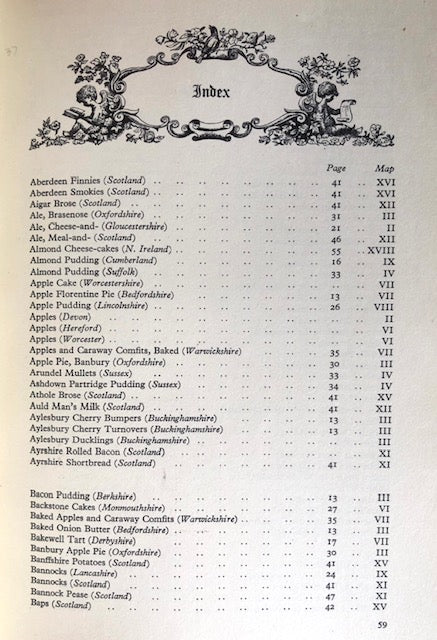 37
Index
Page Map
Aberdeen Finnies (Scotland) .. .. .. .. .. .. .. 41 .. XVI
Aberdeen Smokies (Scotland) .. .. .. .. .. .. .. 41 .. XVI
Aigar Brose (Scotland) .. .. .. .. .. .. .. .. 41 .. XII
Ale, Brasenose (Oxfordshire) .. .. .. .. .. .. .. 31 .. III
Ale, Cheese-and- (Gloucestershire) .. .. .. .. .. .. 21 .. II
Ale, Meal-and- (Scotland) .. .. .. .. .. .. .. 46 .. XII
Almond Cheese-cakes (N. Ireland) .. .. .. .. .. .. 55 .. XVIII
Almond Pudding (Cumberland) .. .. .. .. .. .. .. 16 .. IX
Almond Pudding (Suffolk) .. .. .. .. .. .. .. 33 .. IV
Apple Cake (Worcestershire) .. .. .. .. .. .. .. .. VII
Apple Florentine Pie (Bedfordshire) .. .. .. .. .. .. 13 .. VII
Apple Pudding (Lincolnshire) .. .. .. .. .. .. .. 26 .. VIII
Apples (Devon) .. .. .. .. .. .. .. .. .. II
Apples (Hereford) .. .. .. .. .. .. .. .. .. VI
Apples (Worcester) .. .. .. .. .. .. .. .. .. VI
Apples and Caraway Comfits, Baked (Warwickshire) .. .. .. .. 35 .. VII
Apple Pie, Banbury (Oxfordshire) .. .. .. .. .. .. 30 .. III
Arundel Mullets (Sussex) .. .. .. .. .. .. .. 33 .. IV
Ashdown Partridge Pudding (Sussex) .. .. .. .. .. .. 34 .. IV
Athole Brose (Scotland) .. .. .. .. .. .. .. 41 .. XV
Auld Man's Milk (Scotland) .. .. .. .. .. .. .. 41 .. XII
Aylesbury Cherry Bumpers (Buckinghamshire) .. .. .. .. .. 13 .. III
Aylesbury Cherry Turnovers (Buckinghamshire) .. .. .. .. .. 13 .. III
Aylesbury Ducklings (Buckinghamshire) .. .. .. .. .. .. .. III
Ayrshire Rolled Bacon (Scotland) .. .. .. .. .. .. .. XI
Ayrshire Shortbread (Scotland) .. .. .. .. .. .. 41 .. XI
Bacon Pudding (Berkshire) .. .. .. .. .. .. .. 13 .. III
Backstone Cakes (Monmouthshire) .. .. .. .. .. .. 27 .. VI
Baked Apples and Caraway Comfits (Warwickshire) .. .. .. .. .. 35 .. VII
Baked Onion Butter (Bedfordshire) .. .. .. .. .. .. 13 .. III
Bakewell Tart (Derbyshire) .. .. .. .. .. .. .. 17 .. VII
Banbury Apple Pie (Oxfordshire) .. .. .. .. .. .. 30 .. III
Banffshire Potatoes (Scotland) .. .. .. .. .. .. 41 .. XV
Bannocks (Lancashire) .. .. .. .. .. .. .. 24 .. IX
Bannocks (Scotland) .. .. .. .. .. .. .. .. 41 .. XI
Bannock Pease (Scotland) .. .. .. .. .. .. .. 47 .. XI
Baps (Scotland) .. .. .. .. .. .. .. .. 42 .. XV
59